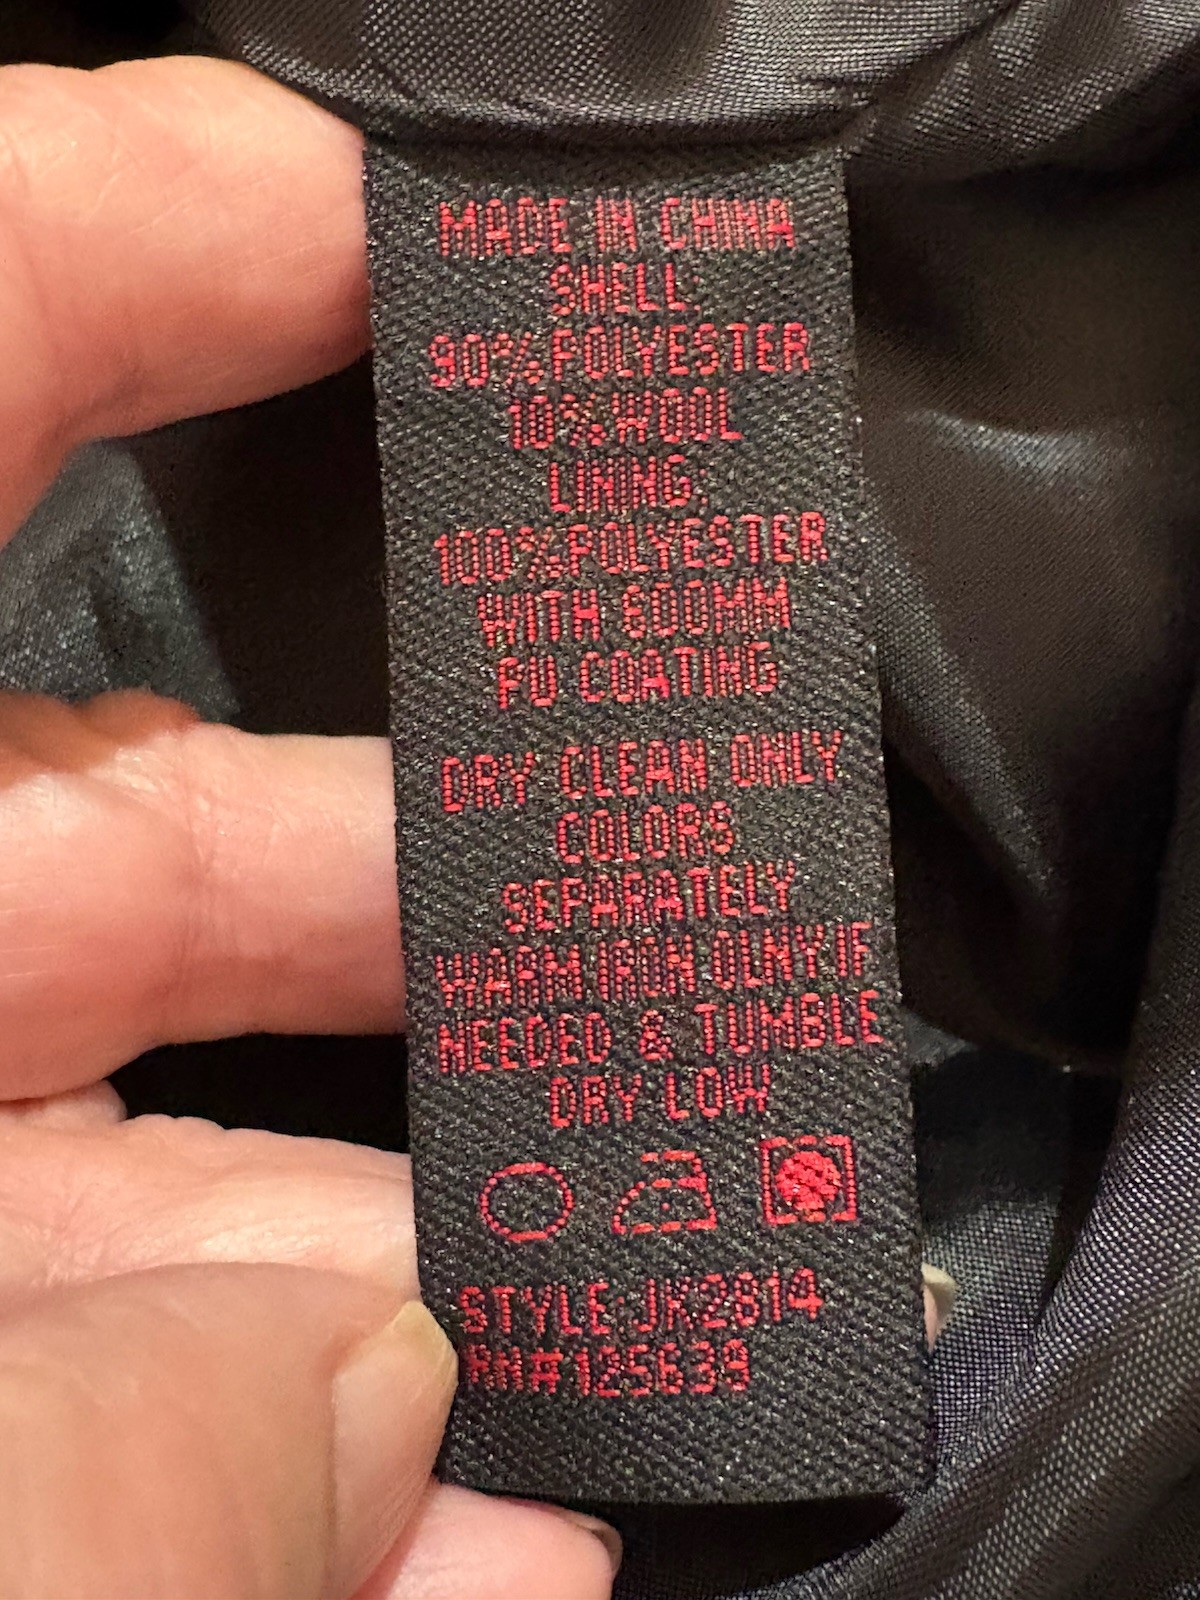 MADE IN CHINA
SHELL:
90% POLYESTER
10% WOOL
LINING:
100% POLYESTER
WITH 600MM
PU COATING
DRY CLEAN ONLY
COLORS
SEPARATELY
WARM IRON OLNY IF
NEEDED & TUMBLE
DRY LOW
STYLE: JK2814
RN# 125639